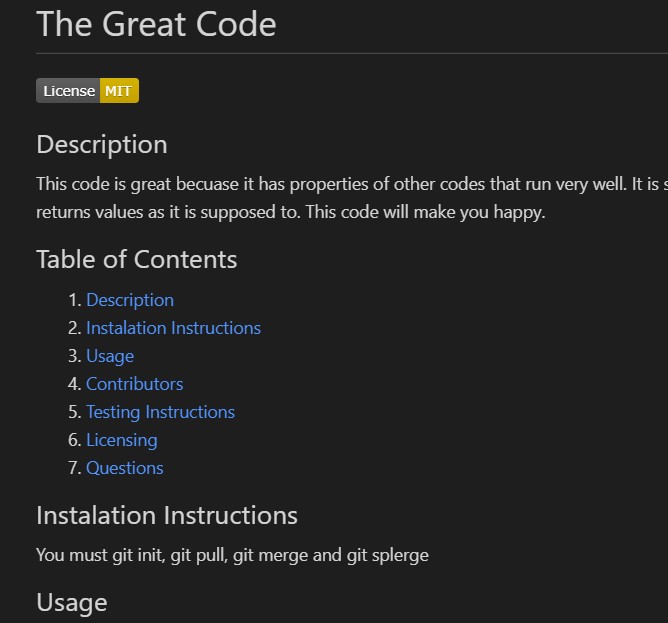 The Great Code
License MIT
Description
This code is great becuase it has properties of other codes that run very well. It is
returns values as it is supposed to. This code will make you happy.
Table of Contents
1. Description
2. Instalation Instructions
3. Usage
4. Contributors
5. Testing Instructions
6. Licensing
7. Questions
Instalation Instructions
You must git init, git pull, git merge and git splerge
Usage